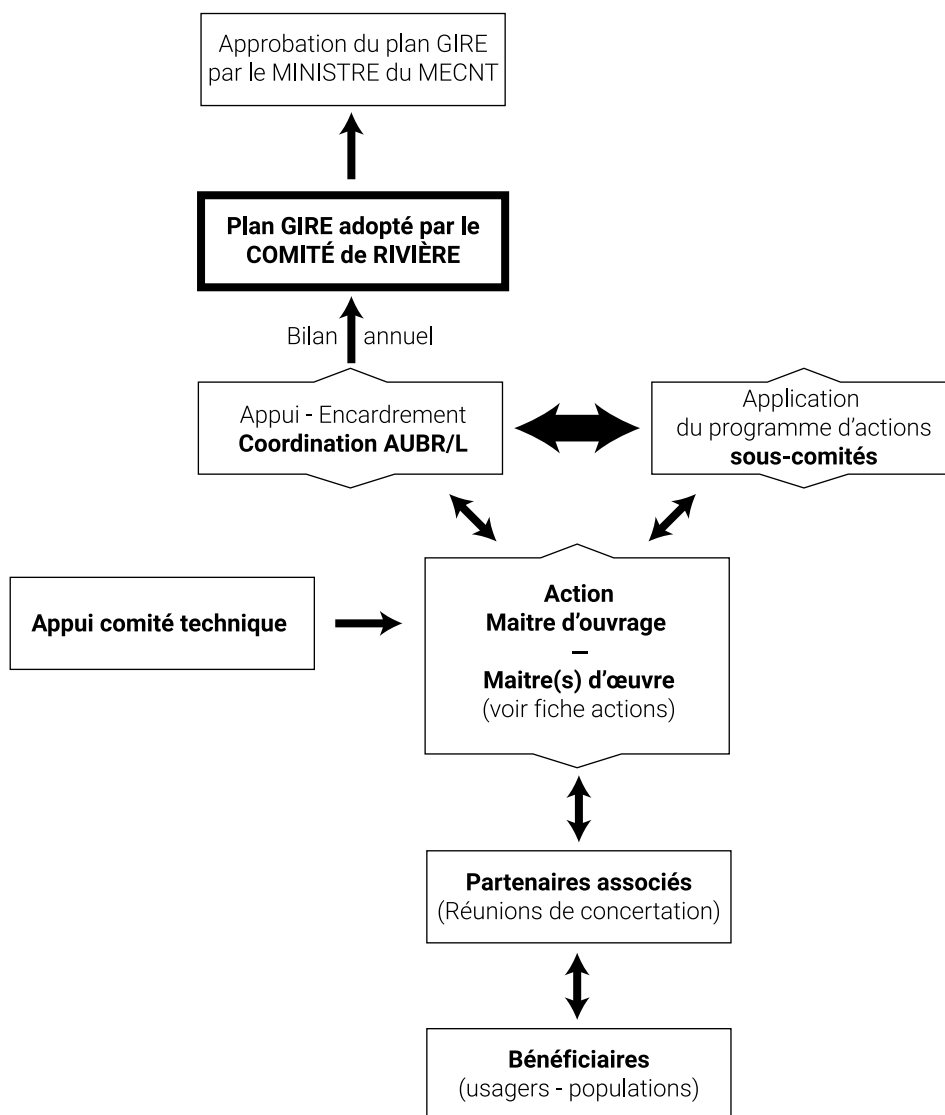 Approbation du plan GIRE
par le MINISTRE du MECNT
Plan GIRE adopté par le
COMITÉ de RIVIÈRE
Bilan annuel
Appui - Encardrement
Coordination AUBR/L
Application
du programme d'actions
sous-comités
Appui comité technique
Action
Maitre d'ouvrage
–
Maitre(s) d'œuvre
(voir fiche actions)
Partenaires associés
(Réunions de concertation)
Bénéficiaires
(usagers - populations)